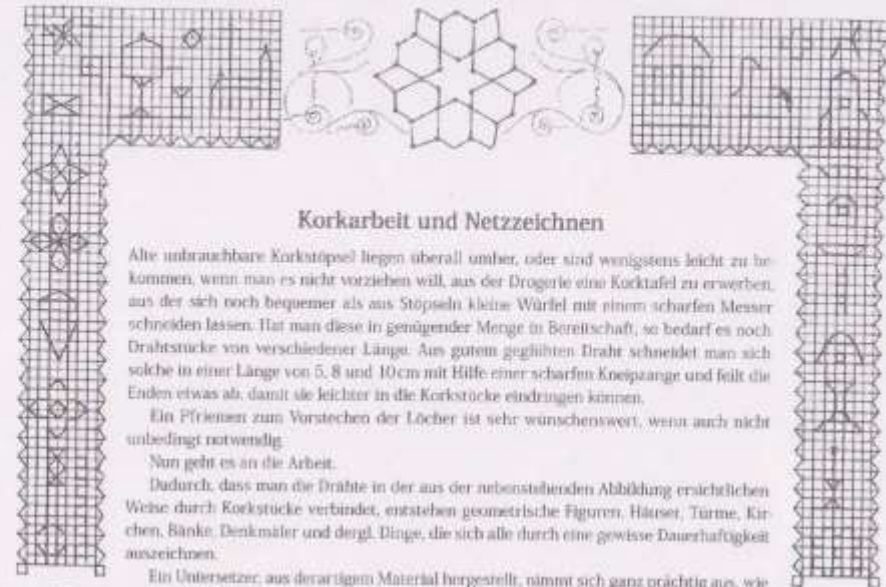 Korkarbeit und Netzzeichnen
Alte unbrauchbare Korkstöpsel liegen überall umher, oder sind wenigstens leicht zu be-
kommen, wenn man es nicht vorziehen will, aus der Drogerie eine Korktafel zu erwerben,
aus der sich noch bequemer als aus Stöpseln kleine Würfel mit einem scharfen Messer
schneiden lassen. Hat man diese in genügender Menge in Bereitschaft, so bedarf es noch
Drahtstücke von verschiedener Länge. Aus gutem geglühten Draht schneidet man sich
solche in einer Länge von 5, 8 und 10 cm mit Hilfe einer scharfen Kneipzange und feilt die
Enden etwas ab, damit sie leichter in die Korkstücke eindringen können.
Ein Pfriemen zum Vorstechen der Löcher ist sehr wünschenswert, wenn auch nicht
unbedingt notwendig.
Nun geht es an die Arbeit.
Dadurch, dass man die Drähte in der aus der nebenstehenden Abbildung ersichtlichen
Weise durch Korkstücke verbindet, entstehen geometrische Figuren, Häuser, Türme, Kir-
chen, Bänke, Denkmäler und dergl. Dinge, die sich alle durch eine gewisse Dauerhaftigkeit
auszeichnen.
Ein Untersetzer, aus derartigem Material hergestellt, nimmt sich ganz prächtig aus, wie